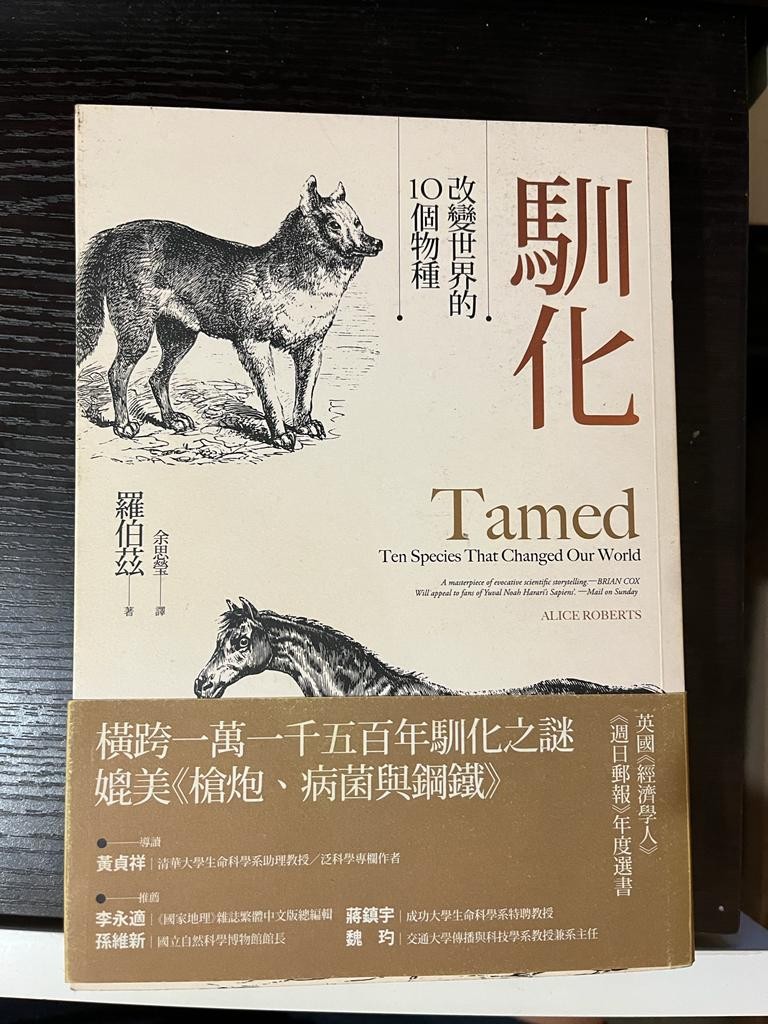 馴化
改變世界的
10個物種
羅伯茲──著
余思瑩──譯
Tamed
Ten Species That Changed Our World
A masterpiece of evocative scientific storytelling.—BRIAN COX
Will appeal to fans of Yuval Noah Harari's Sapiens'. —Mail on Sunday
ALICE ROBERTS
英國《經濟學人》
《週日郵報》年度選書
橫跨一萬一千五百年馴化之謎
媲美《槍炮、病菌與鋼鐵》
●──導讀
黃貞祥|清華大學生命科學系助理教授/泛科學專欄作者
●──推薦
李永適|《國家地理》雜誌繁體中文版總編輯
蔣鎮宇|成功大學生命科學系特聘教授
孫維新|國立自然科學博物館館長
魏 玓|交通大學傳播與科技學系教授兼系主任